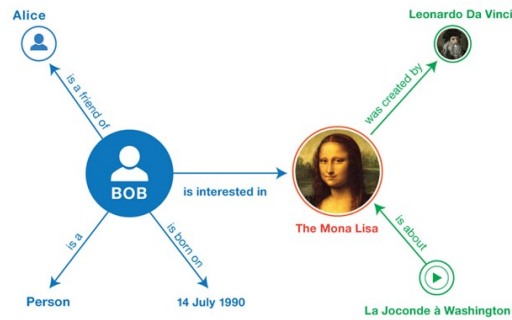 Alice
Leonardo Da Vinci
is a friend of
was created by
BOB
is interested in
The Mona Lisa
is a
is born on
is about
Person
14 July 1990
La Joconde à Washington